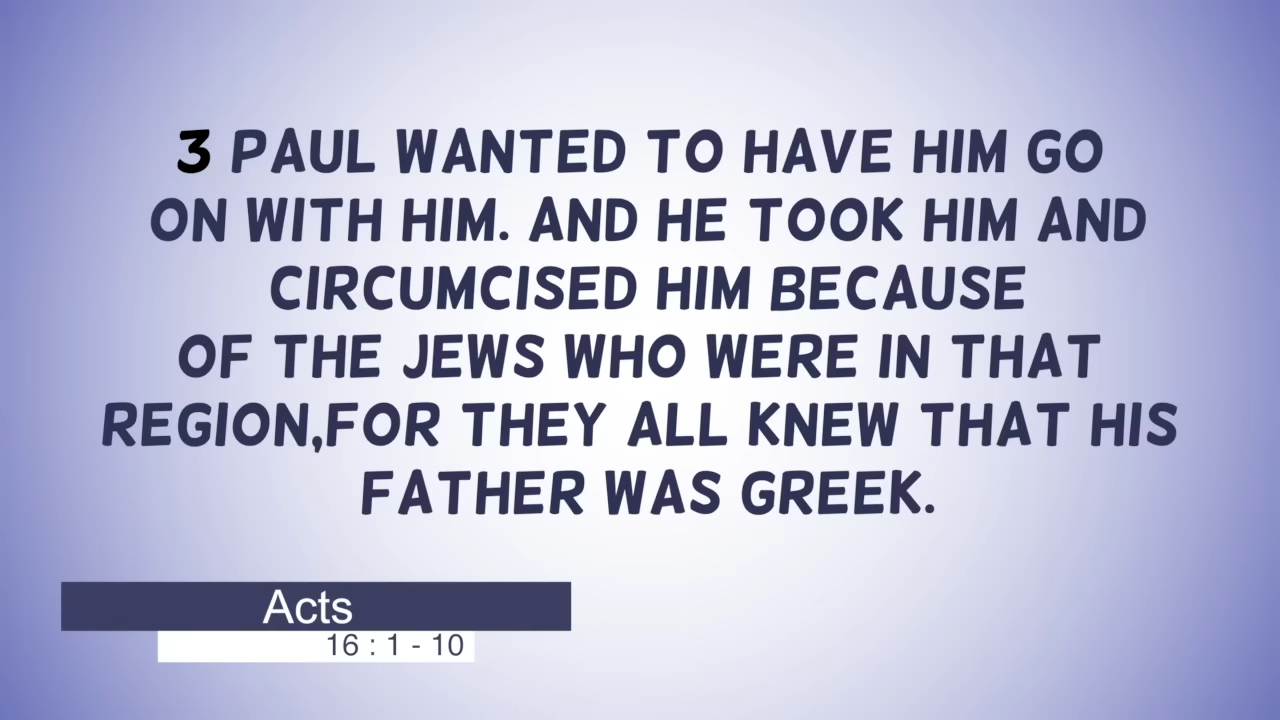 3 PAUL WANTED TO HAVE HIM GO
ON WITH HIM. AND HE TOOK HIM AND
CIRCUMCISED HIM BECAUSE
OF THE JEWS WHO WERE IN THAT
REGION,FOR THEY ALL KNEW THAT HIS
FATHER WAS GREEK.
Acts
16 : 1 - 10